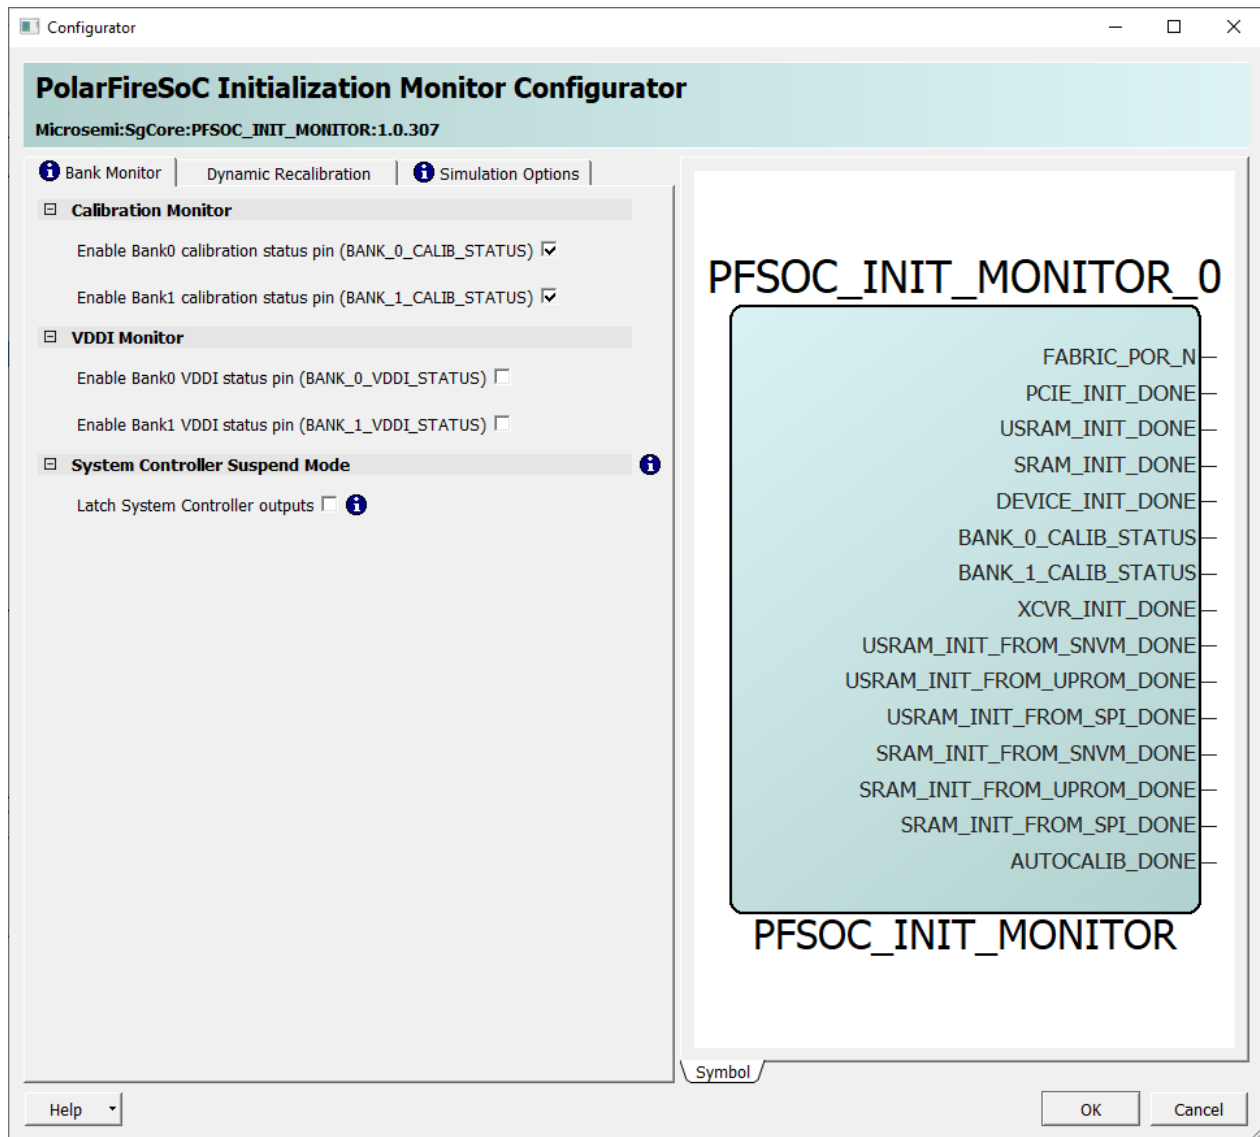 Configurator
PolarFireSoC Initialization Monitor Configurator
Microsemi:SgCore:PFSOC_INIT_MONITOR:1.0.307
Bank Monitor Dynamic Recalibration Simulation Options
Calibration Monitor
Enable Bank0 calibration status pin (BANK_0_CALIB_STATUS)
Enable Bank1 calibration status pin (BANK_1_CALIB_STATUS)
VDDI Monitor
Enable Bank0 VDDI status pin (BANK_0_VDDI_STATUS)
Enable Bank1 VDDI status pin (BANK_1_VDDI_STATUS)
System Controller Suspend Mode
Latch System Controller outputs
PFSOC_INIT_MONITOR_0
FABRIC_POR_N
PCIE_INIT_DONE
USRAM_INIT_DONE
SRAM_INIT_DONE
DEVICE_INIT_DONE
BANK_0_CALIB_STATUS
BANK_1_CALIB_STATUS
XCVR_INIT_DONE
USRAM_INIT_FROM_SNVM_DONE
USRAM_INIT_FROM_UPROM_DONE
USRAM_INIT_FROM_SPI_DONE
SRAM_INIT_FROM_SNVM_DONE
SRAM_INIT_FROM_UPROM_DONE
SRAM_INIT_FROM_SPI_DONE
AUTOCALIB_DONE
PFSOC_INIT_MONITOR
Symbol
Help OK Cancel